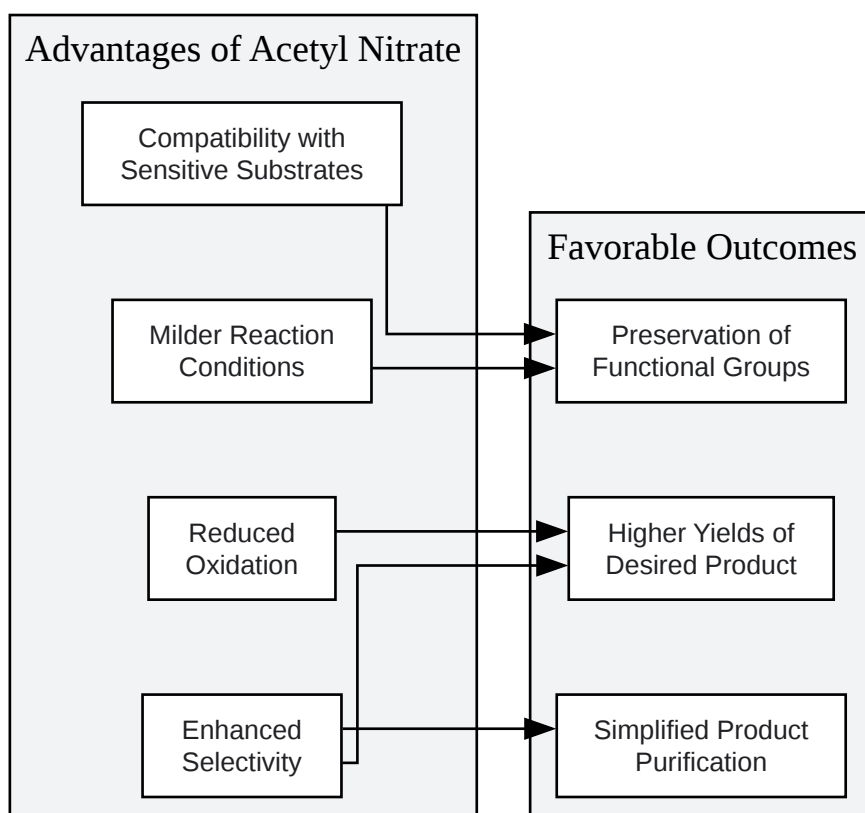 Advantages of Acetyl Nitrate
Compatibility with
Sensitive Substrates
Milder Reaction
Conditions
Reduced
Oxidation
Enhanced
Selectivity
Favorable Outcomes
Preservation of
Functional Groups
Higher Yields of
Desired Product
Simplified Product
Purification